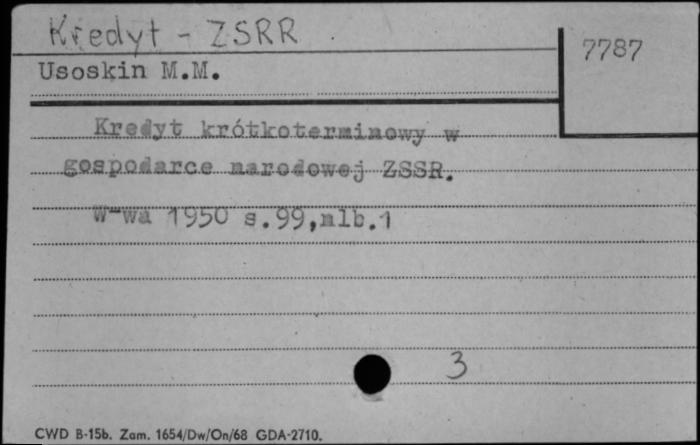 Kredyt - ZSRR
7787
Usoskin M.M.
Kredyt krótkoterminowy w
gospodarce narodowej ZSSR.
W-wa 1950 s.99,nlb.1
3
CWD B-15b. Zam. 1654/Dw/On/68 GDA-2710.